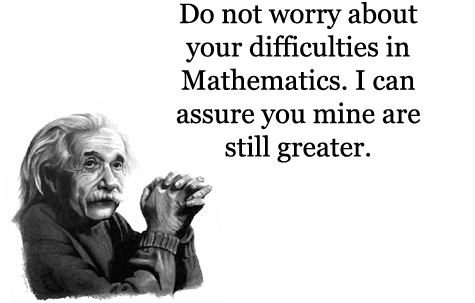 Do not worry about
your difficulties in
Mathematics. I can
assure you mine are
still greater.